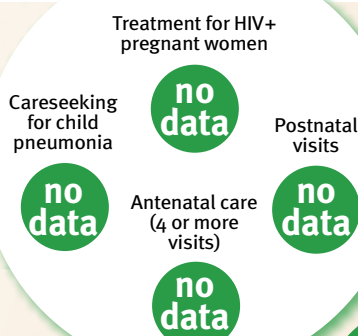 Treatment for HIV+
pregnant women
no
data
Careseeking
for child
pneumonia
no
data
Postnatal
visits
no
data
Antenatal care
(4 or more
visits)
no
data